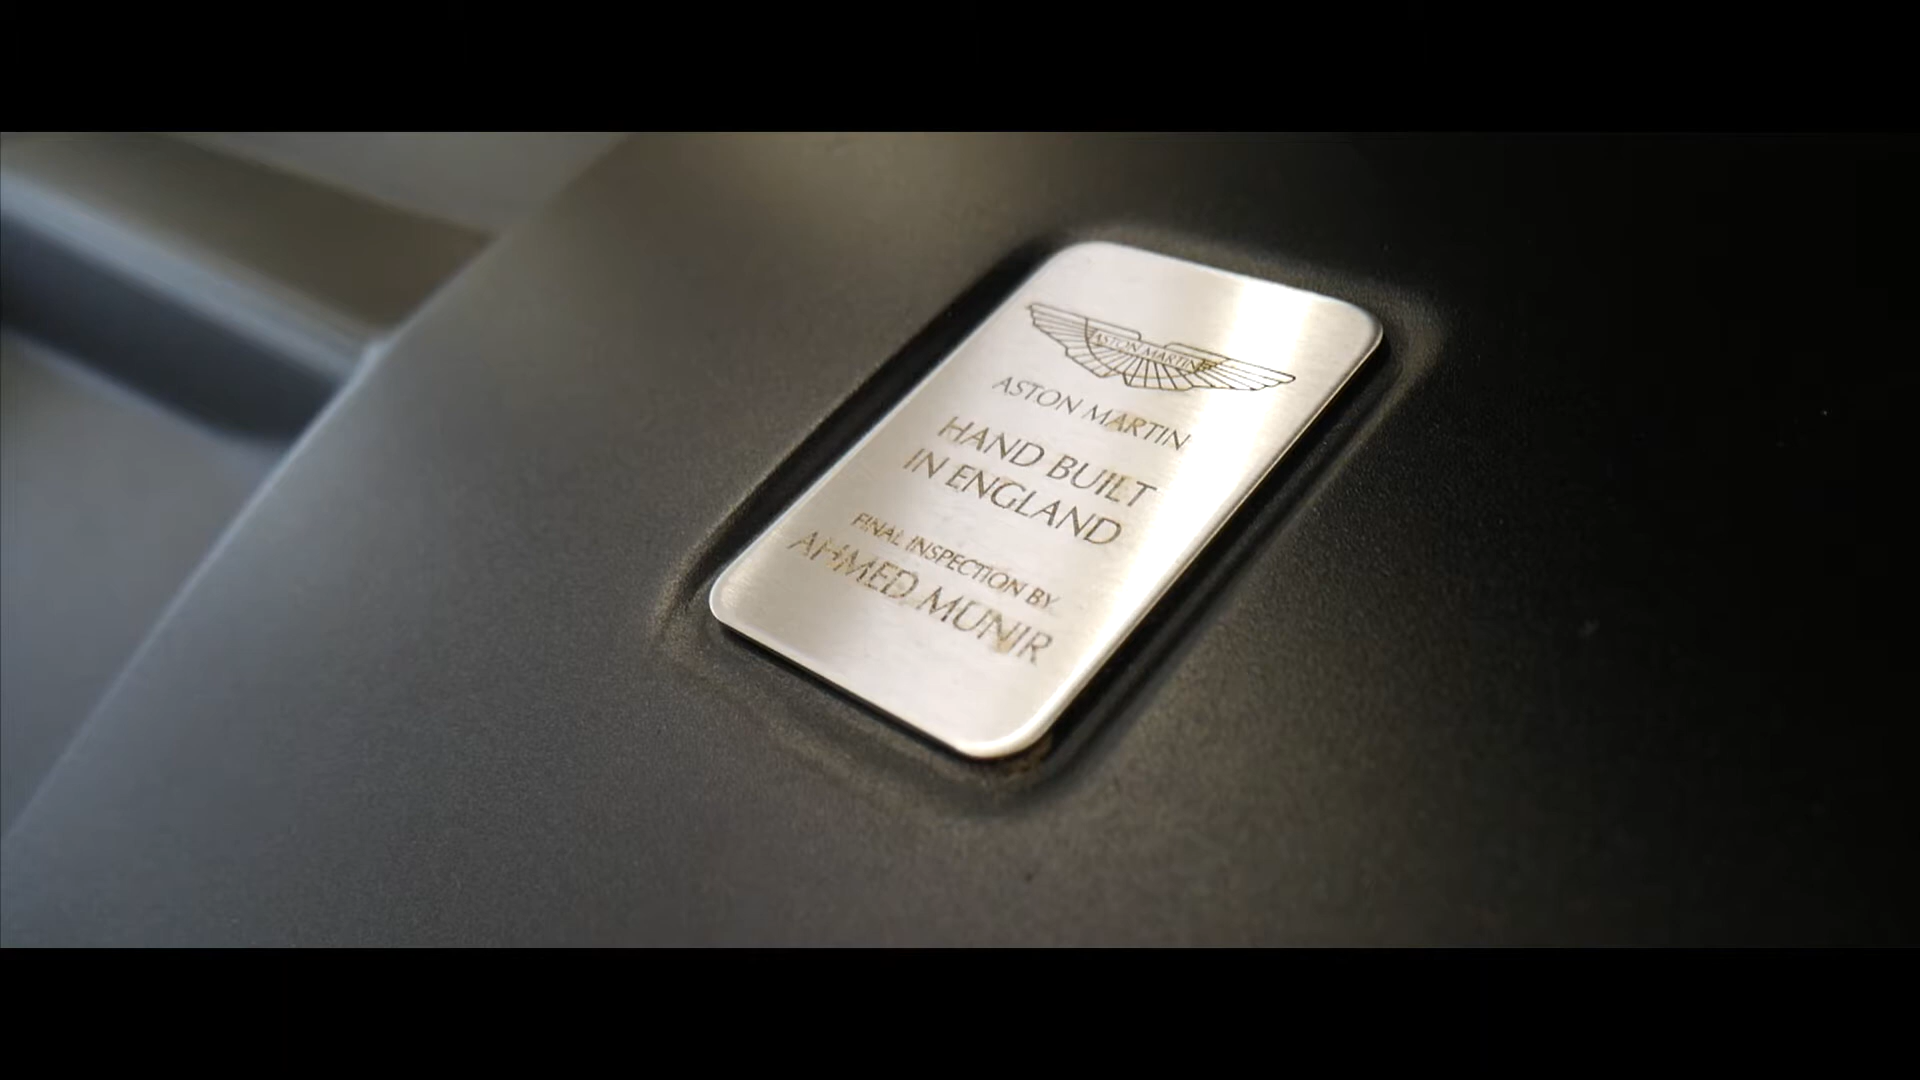 ASTON MARTIN
ASTON MARTIN
HAND BUILT
IN ENGLAND
FINAL INSPECTION BY
AHMED MUNIR